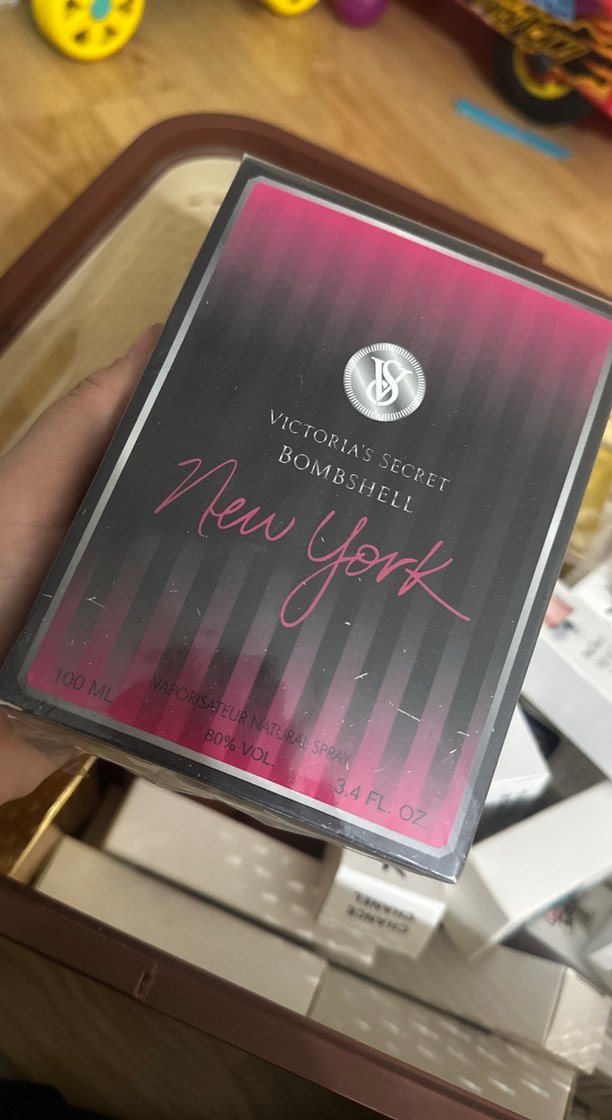 VS
VICTORIA'S SECRET
BOMBSHELL
New York
100 ML
VAPORISATEUR NATURAL SPRAY
80% VOL.
3.4 FL. OZ.
CHANCE
CHANEL